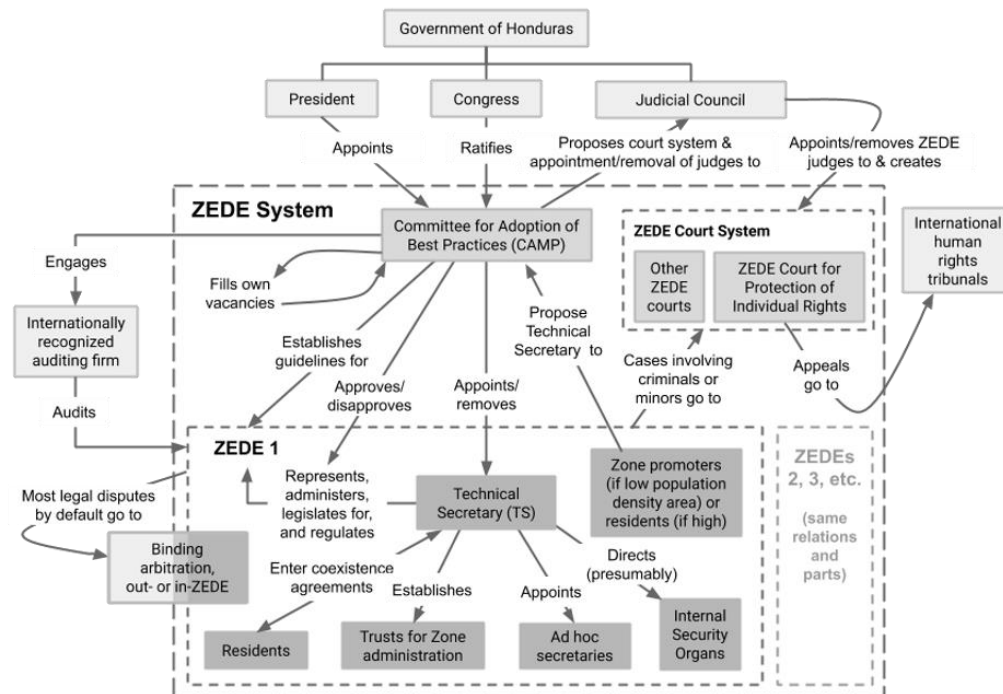 Government of Honduras
President
Congress
Judicial Council
Appoints
Ratifies
Proposes court system &
appointment/removal of judges to
Appoints/removes ZEDE
judges to & creates
ZEDE System
Committee for Adoption of
Best Practices (CAMP)
ZEDE Court System
Other
ZEDE
courts
ZEDE Court for
Protection of
Individual Rights
International
human
rights
tribunals
Engages
Fills own
vacancies
Internationally
recognized
auditing firm
Establishes
guidelines for
Approves/
disapproves
Appoints/
removes
Propose
Technical
Secretary to
Cases involving
criminals or
minors go to
Appeals
go to
Audits
ZEDE 1
Represents,
administers,
legislates for,
and regulates
Technical
Secretary (TS)
Zone promoters
(if low population
density area) or
residents (if high)
ZEDEs
2, 3, etc.
(same
relations
and
parts)
Most legal disputes
by default go to
Binding
arbitration,
out- or in-ZEDE
Enter coexistence
agreements
Establishes
Appoints
Directs
(presumably)
Residents
Trusts for Zone
administration
Ad hoc
secretaries
Internal
Security
Organs